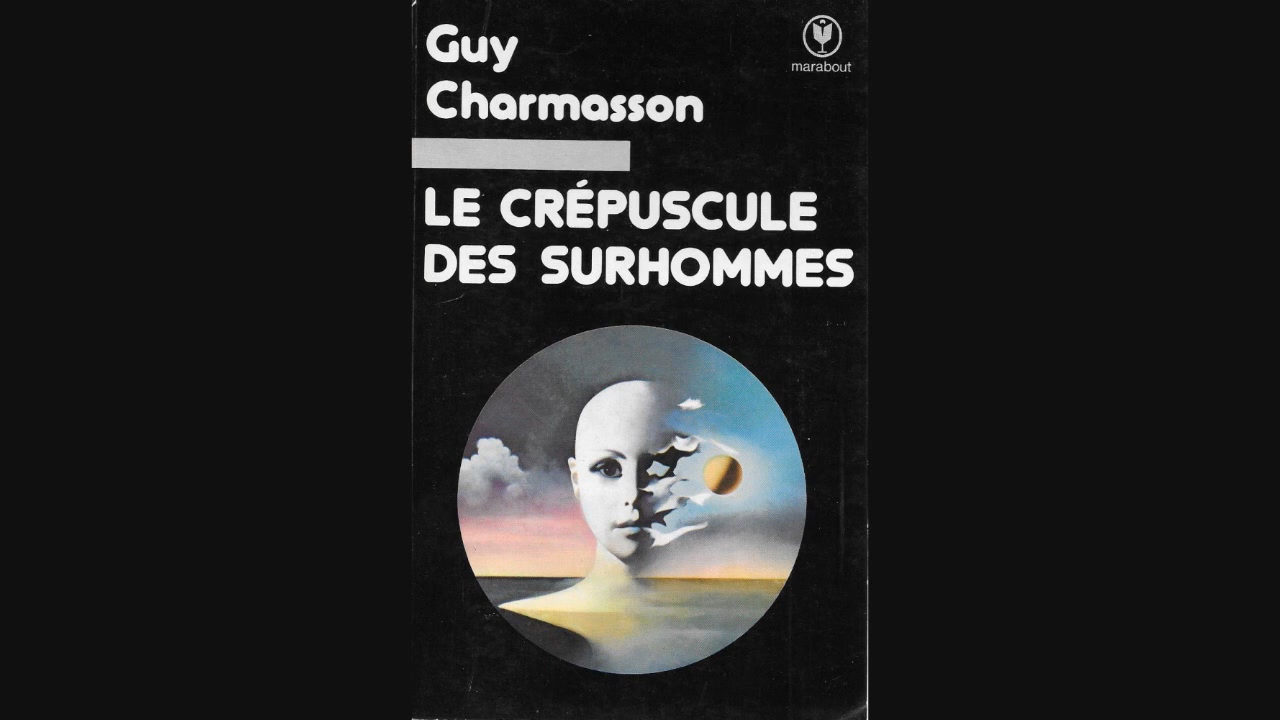 Guy
marabout
Charmasson
LE CRÉPUSCULE
DES SURHOMMES